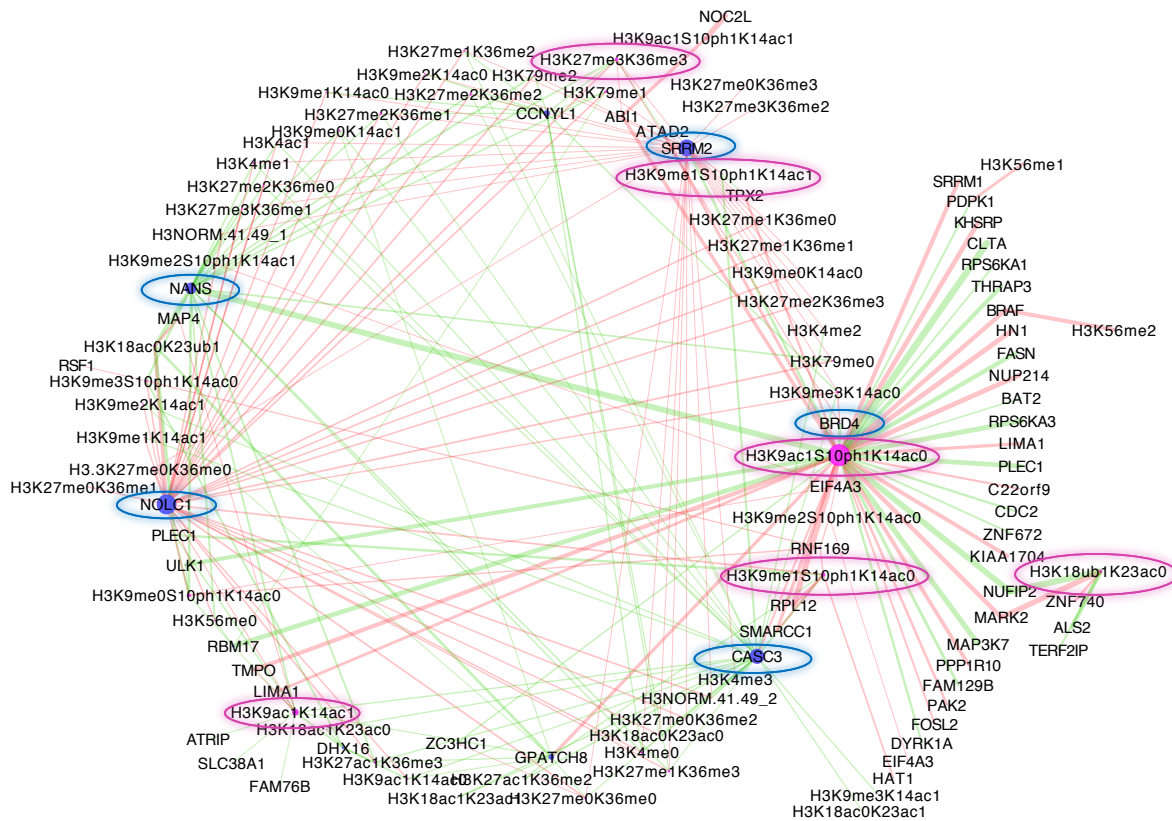 NOC2L
H3K9ac1S10ph1K14ac1
H3K27me1K36me2
H3K27me3K36me3
H3K9me2K14ac0
H3K79me2
H3K9me1K14ac0
H3K27me2K36me2
H3K79me1
H3K27me0K36me3
H3K27me3K36me2
H3K27me2K36me1
CCNYL1
ABI1
H3K9me0K14ac1
ATAD2
H3K4ac1
SRRM2
H3K4me1
H3K9me1S10ph1K14ac1
H3K56me1
SRRM1
H3K27me2K36me0
TPX2
PDPK1
H3K27me3K36me1
H3K27me1K36me0
KHSRP
H3NORM.41.49_1
H3K27me1K36me1
CLTA
H3K9me2S10ph1K14ac1
H3K9me0K14ac0
RPS6KA1
NANS
THRAP3
H3K27me2K36me3
MAP4
BRAF
H3K4me2
HN1
H3K56me2
H3K18ac0K23ub1
RSF1
H3K79me0
FASN
H3K9me3S10ph1K14ac0
NUP214
H3K9me3K14ac0
BAT2
H3K9me2K14ac1
BRD4
RPS6KA3
H3K9me1K14ac1
LIMA1
H3K9ac1S10ph1K14ac0
H3.3K27me0K36me0
PLEC1
H3K27me0K36me1
EIF4A3
C22orf9
NOLC1
CDC2
H3K9me2S10ph1K14ac0
PLEC1
ZNF672
RNF169
KIAA1704
ULK1
H3K9me1S10ph1K14ac0
H3K18ub1K23ac0
NUFIP2
H3K9me0S10ph1K14ac0
RPL12
ZNF740
MARK2
H3K56me0
SMARCC1
ALS2
RBM17
MAP3K7
TERF2IP
CASC3
TMPO
PPP1R10
H3K4me3
LIMA1
FAM129B
H3NORM.41.49_2
H3K9ac1K14ac1
PAK2
H3K27me0K36me2
H3K18ac1K23ac0
FOSL2
H3K18ac0K23ac0
ATRIP
DHX16
ZC3HC1
DYRK1A
GPATCH8
H3K4me0
SLC38A1
H3K27ac1K36me3
EIF4A3
H3K27me1K36me3
H3K9ac1K14ac0
H3K27ac1K36me2
HAT1
FAM76B
H3K9me3K14ac1
H3K18ac1K23ac1
H3K27me0K36me0
H3K18ac0K23ac1